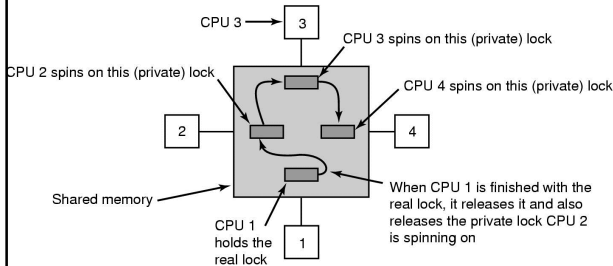 CPU 3
3
CPU 3 spins on this (private) lock
CPU 2 spins on this (private) lock
CPU 4 spins on this (private) lock
2
4
Shared memory
When CPU 1 is finished with the
real lock, it releases it and also
releases the private lock CPU 2
is spinning on
CPU 1
holds the
real lock
1